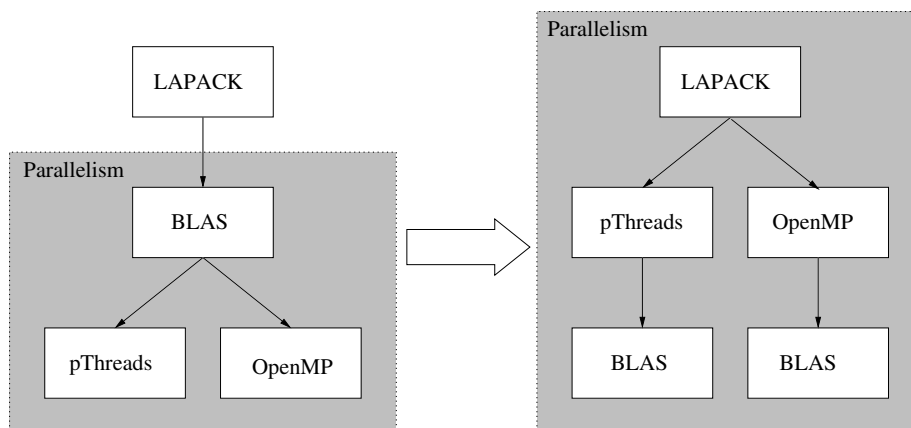 LAPACK
Parallelism
BLAS
pThreads
OpenMP
Parallelism
LAPACK
pThreads
OpenMP
BLAS
BLAS